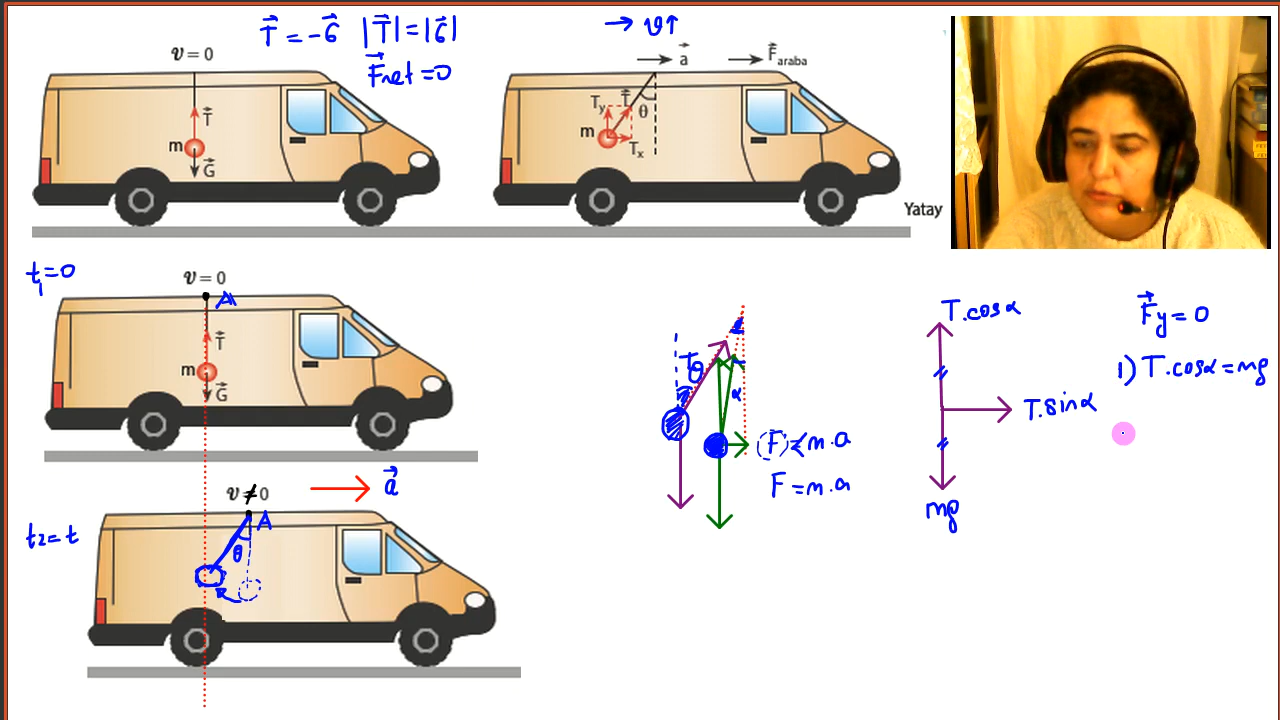 T⃗ = -G⃗ |T⃗| = |G⃗|
F⃗net = 0
v = 0
T⃗
m
G⃗
→ v↑
a⃗ F⃗araba
Ty T⃗ θ
m
Tx
Yatay
t₁=0
v = 0
A
T⃗
m
G⃗
t₂= t
v ≠ 0
a⃗
A
θ
T
θ
α
(F) < m.a
F = m.a
T.cosα
T.sinα
mg
F⃗y = 0
1) T.cosα = mg